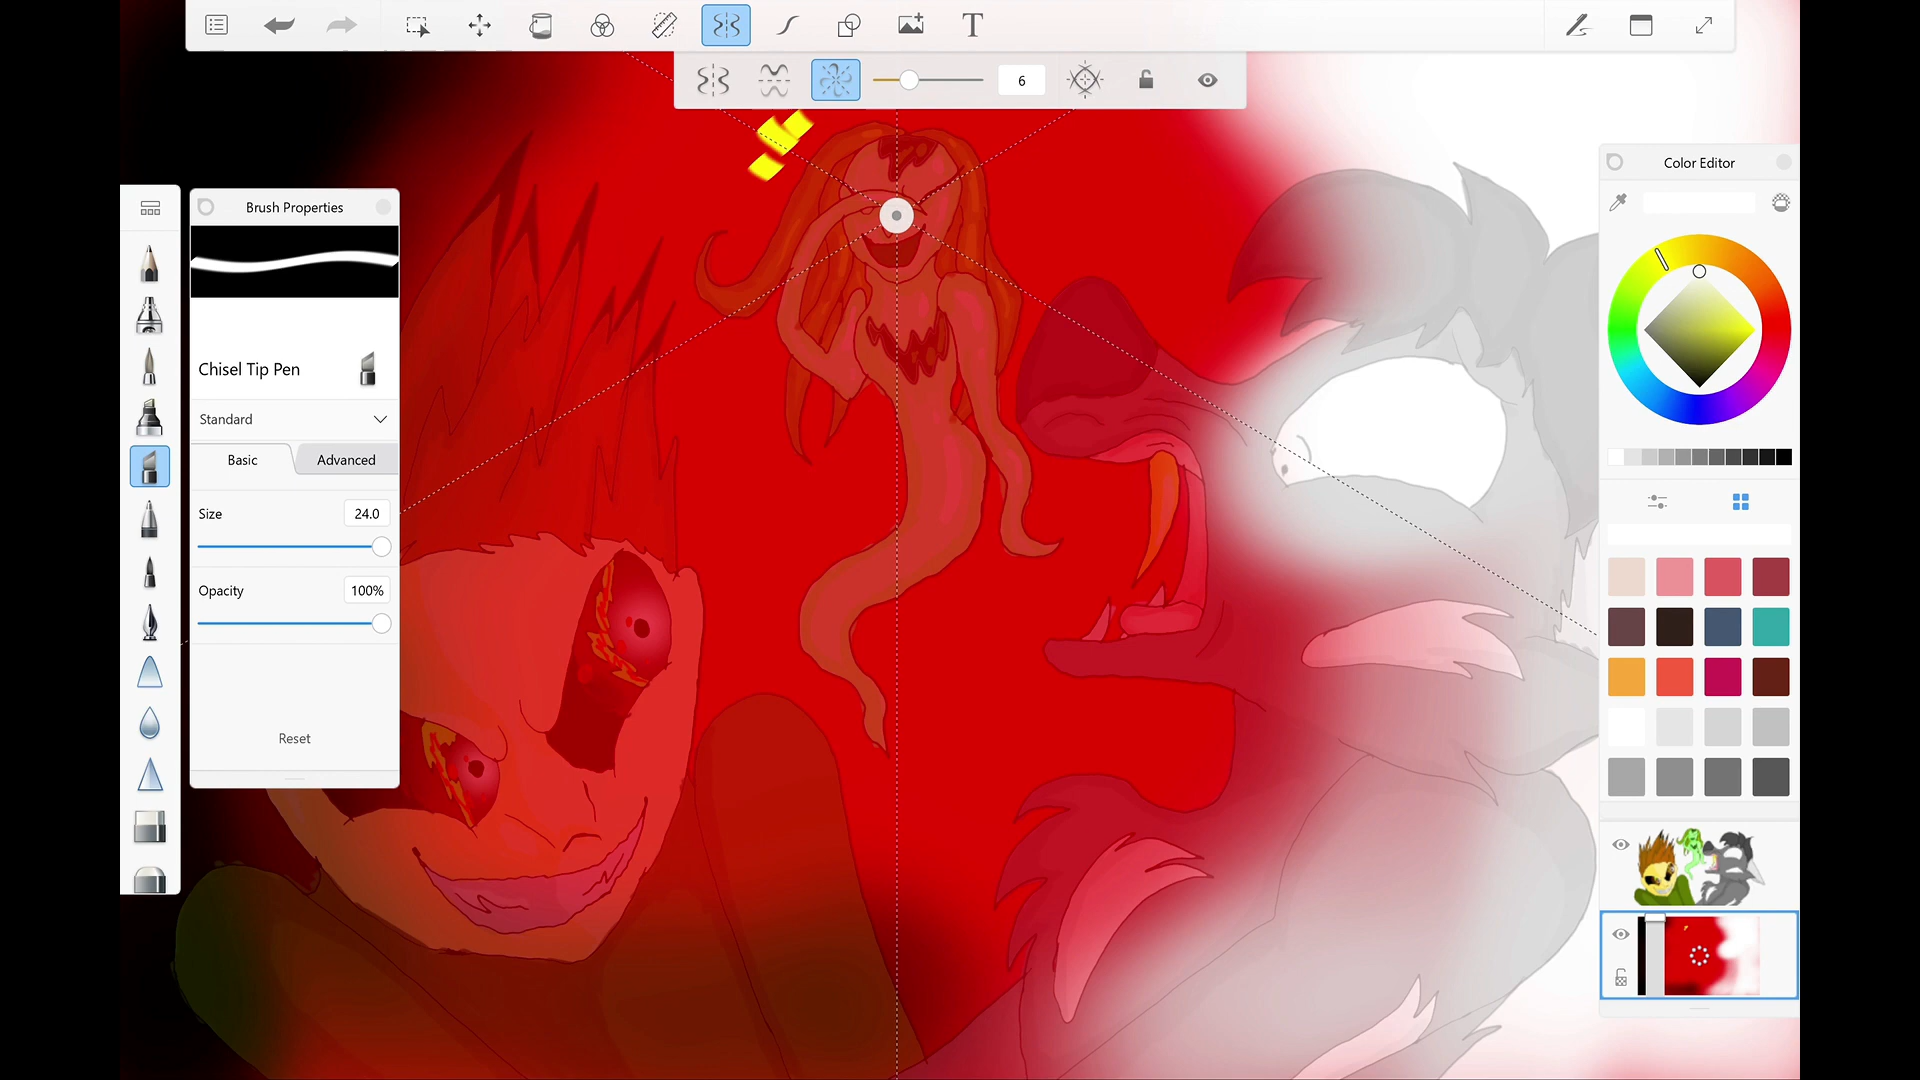 T
6
Brush Properties
Color Editor
Chisel Tip Pen
Standard
Basic
Advanced
Size
24.0
Opacity
100%
Reset